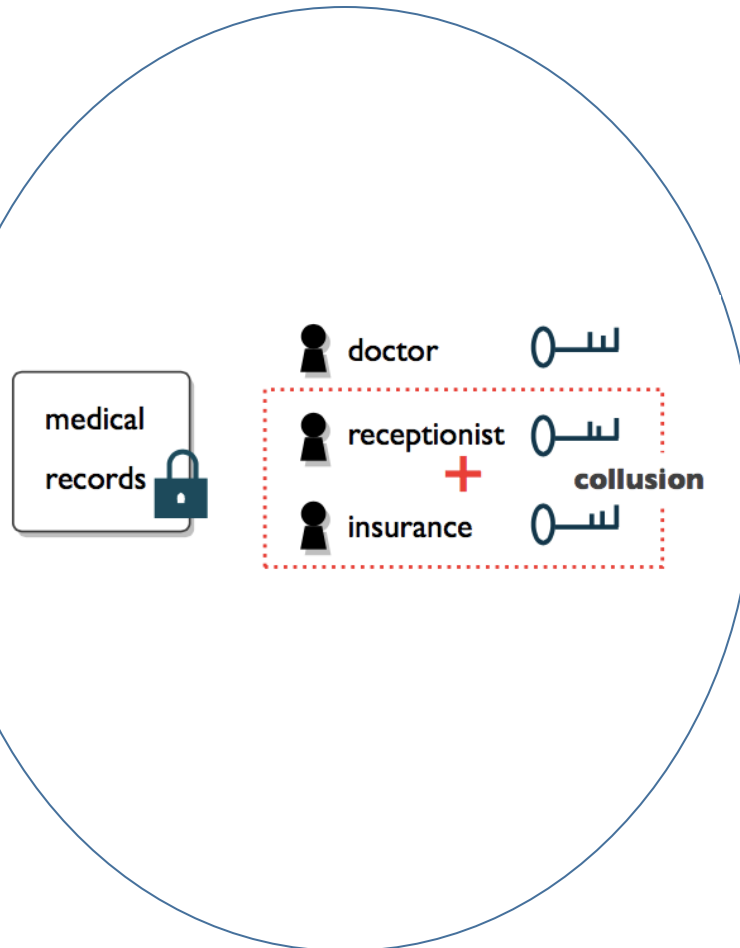 medical
records
doctor
receptionist
+
collusion
insurance